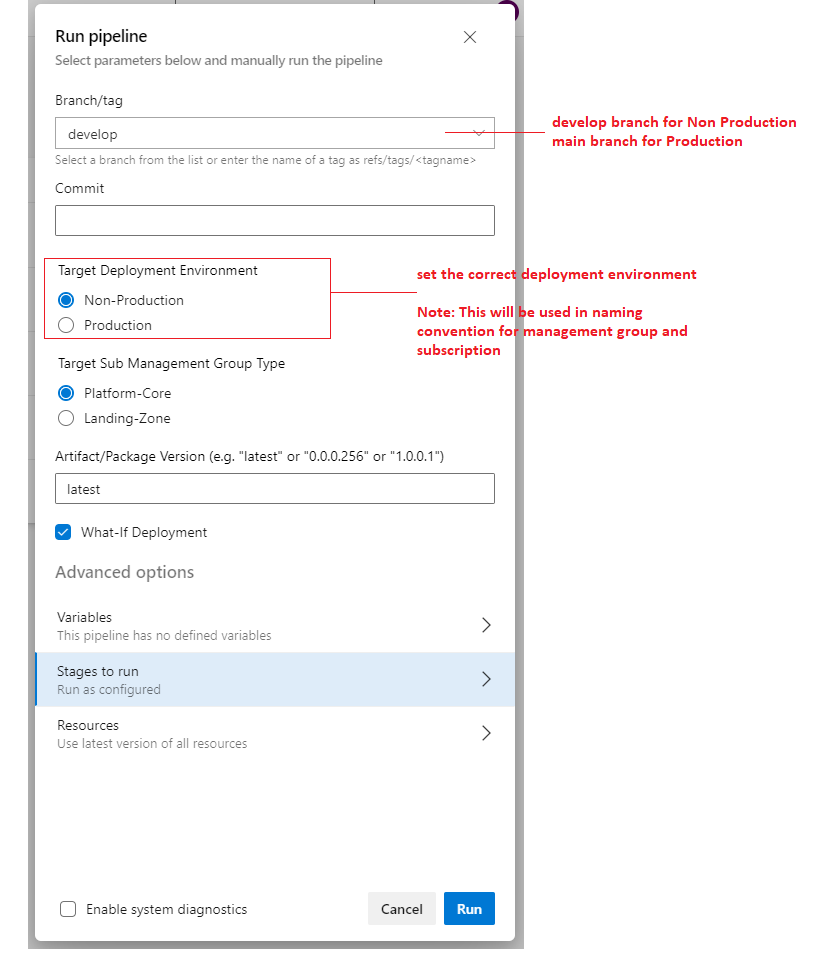 Run pipeline
Select parameters below and manually run the pipeline
Branch/tag
develop
Select a branch from the list or enter the name of a tag as refs/tags/<tagname>
develop branch for Non Production
main branch for Production
Commit
Target Deployment Environment
Non-Production
Production
set the correct deployment environment
Note: This will be used in naming
convention for management group and
subscription
Target Sub Management Group Type
Platform-Core
Landing-Zone
Artifact/Package Version (e.g. "latest" or "0.0.0.256" or "1.0.0.1")
latest
What-If Deployment
Advanced options
Variables
This pipeline has no defined variables
Stages to run
Run as configured
Resources
Use latest version of all resources
Enable system diagnostics
Cancel
Run